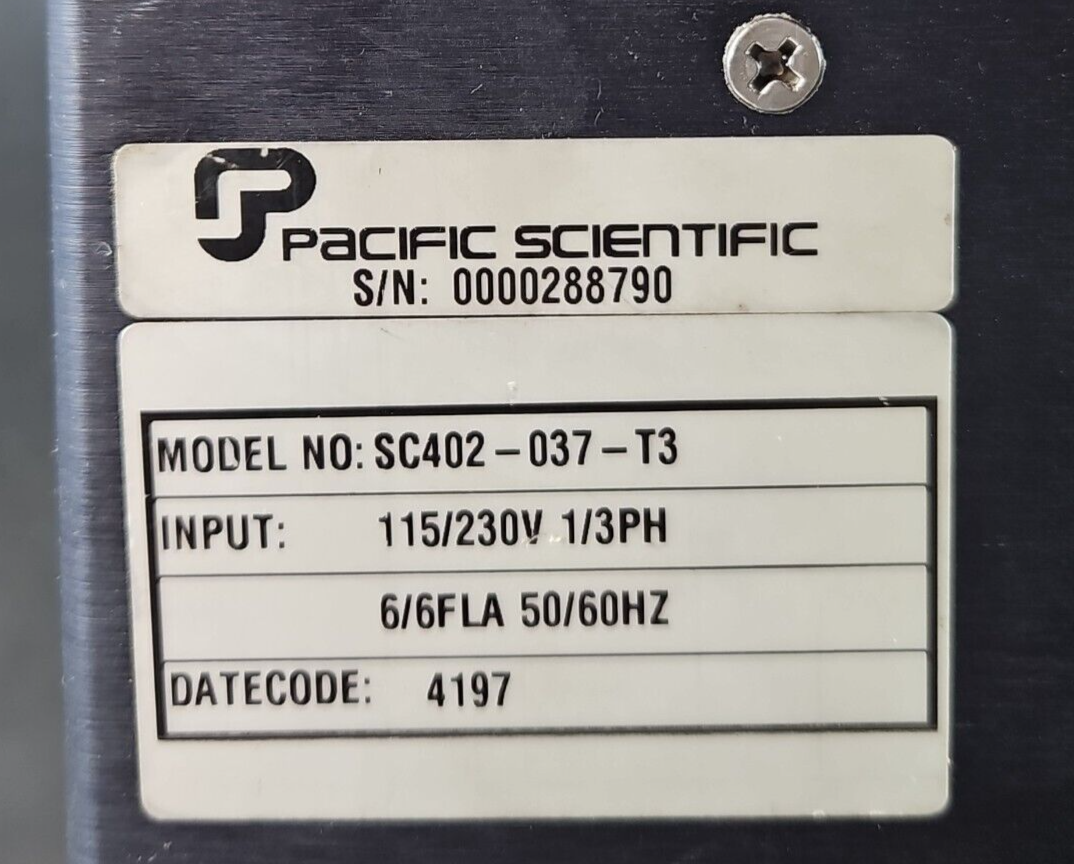 PACIFIC SCIENTIFIC
S/N: 0000288790
MODEL NO: SC402-037-T3
INPUT: 115/230V 1/3PH
6/6FLA 50/60HZ
DATECODE: 4197